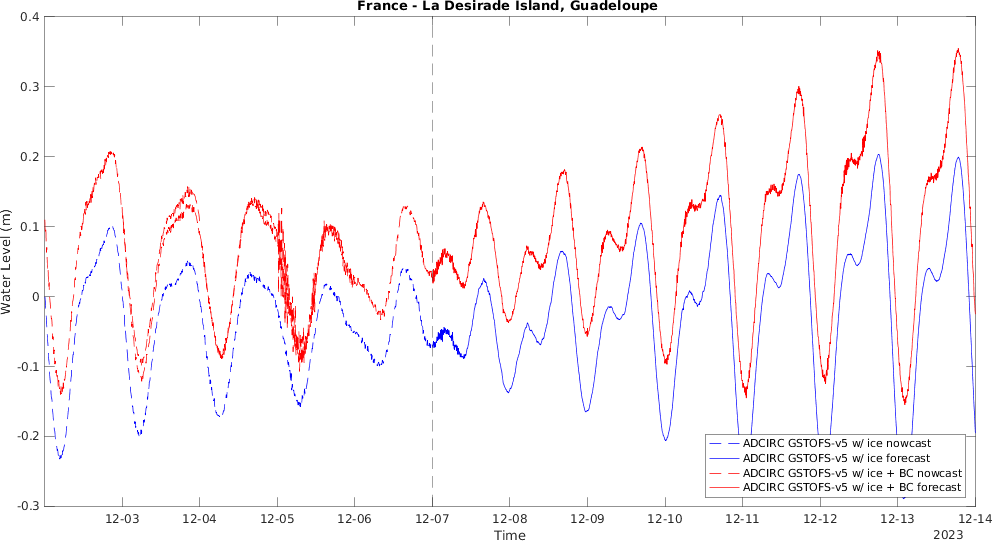 France - La Desirade Island, Guadeloupe
0.4
0.3
0.2
0.1
0
-0.1
-0.2
-0.3
Water Level (m)
12-03 12-04 12-05 12-06 12-07 12-08 12-09 12-10 12-11 12-12 12-13 12-14
Time
2023
ADCIRC GSTOFS-v5 w/ ice nowcast
ADCIRC GSTOFS-v5 w/ ice forecast
ADCIRC GSTOFS-v5 w/ ice + BC nowcast
ADCIRC GSTOFS-v5 w/ ice + BC forecast